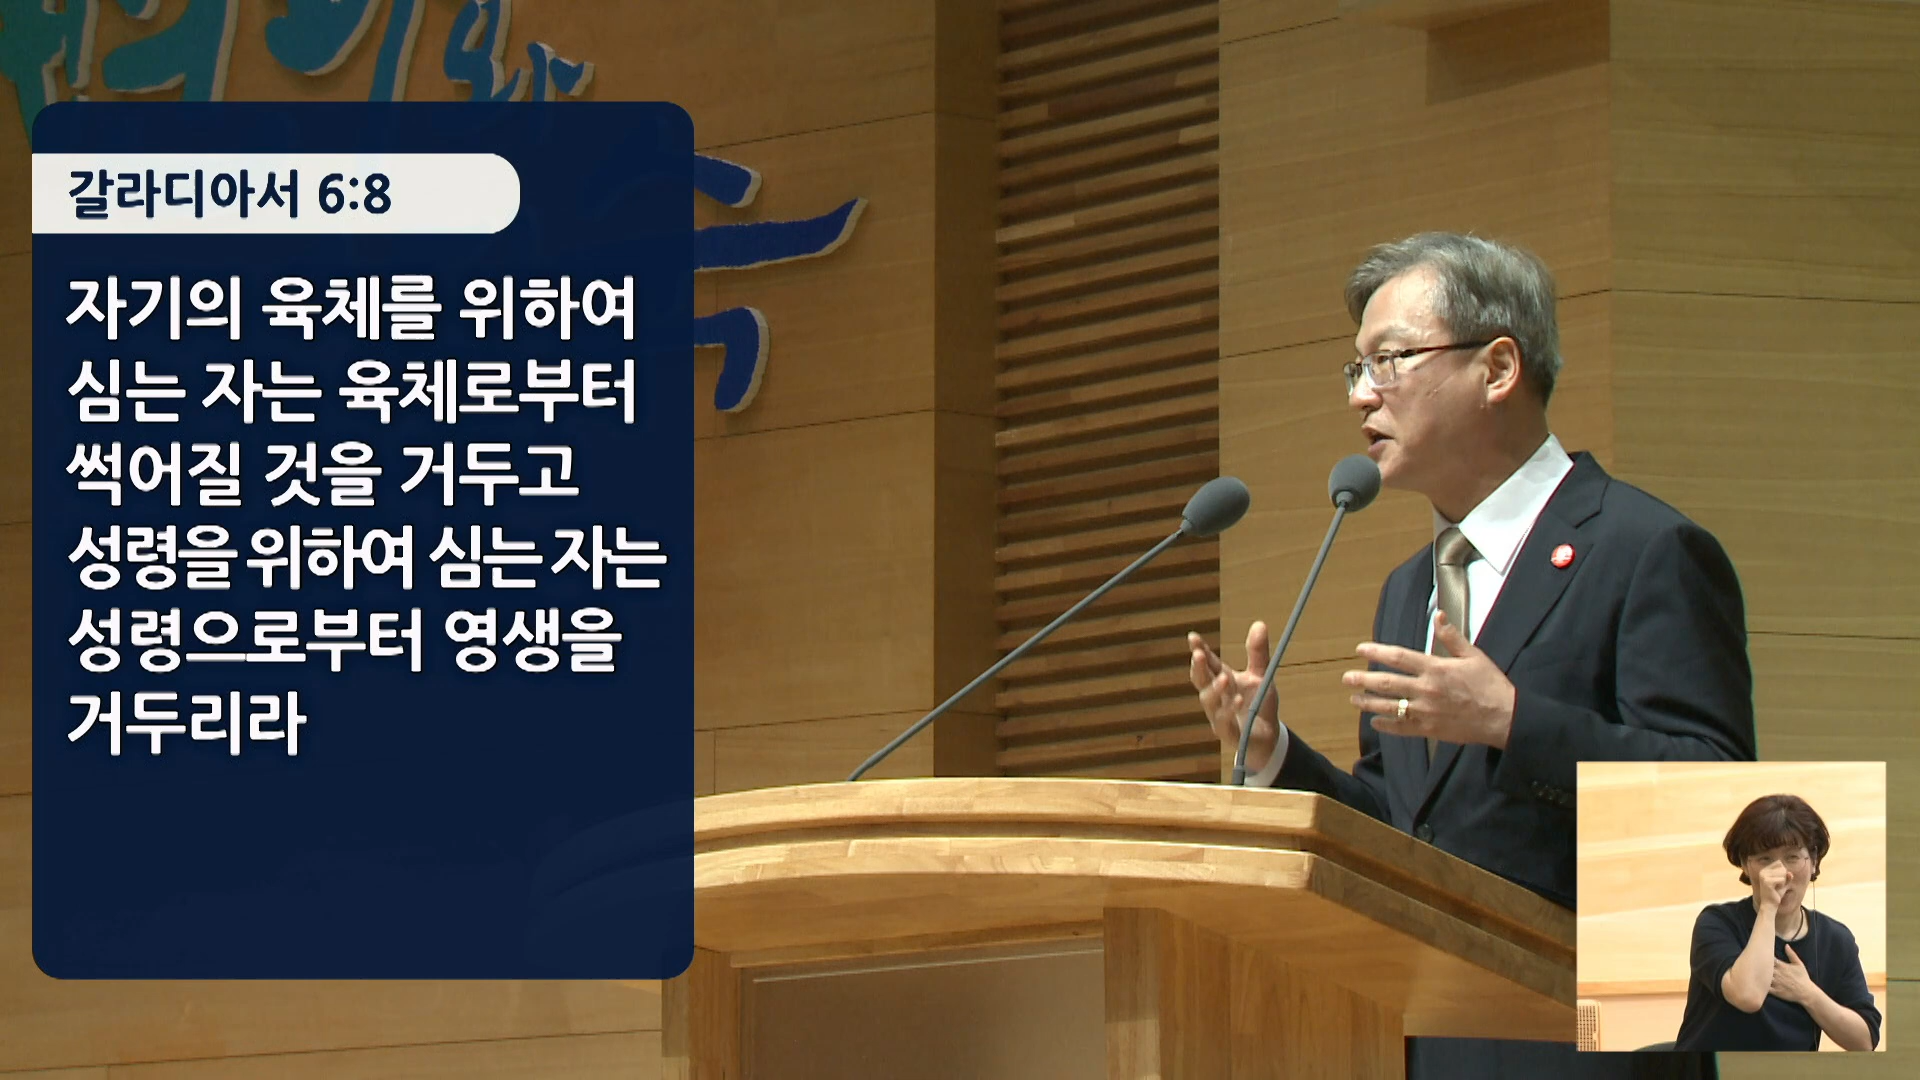 갈라디아서 6:8
자기의 육체를 위하여
심는 자는 육체로부터
썩어질 것을 거두고
성령을 위하여 심는 자는
성령으로부터 영생을
거두리라